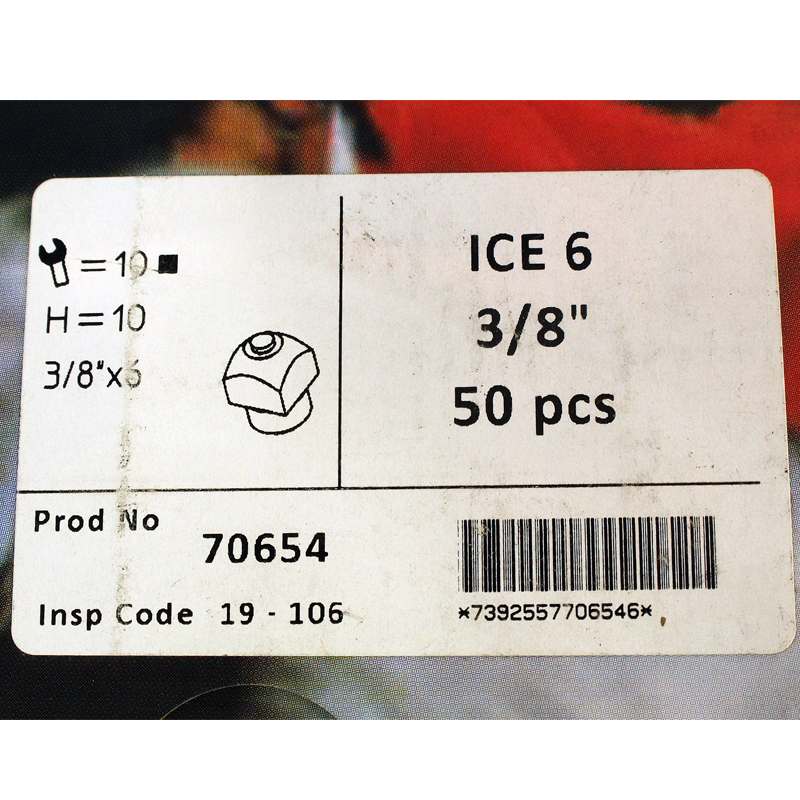 = 10 ■
H = 10
3/8"x6
ICE 6
3/8"
50 pcs
Prod No
70654
Insp Code 19 - 106
*7392557706546*